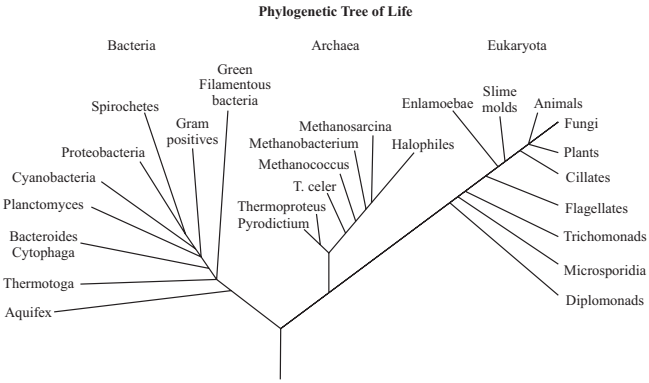 Phylogenetic Tree of Life
Bacteria
Archaea
Eukaryota
Green
Filamentous
bacteria
Spirochetes
Gram
positives
Proteobacteria
Cyanobacteria
Planctomyces
Bacteroides
Cytophaga
Thermotoga
Aquifex
Methanosarcina
Methanobacterium
Halophiles
Methanococcus
T. celer
Thermoproteus
Pyrodictium
Enlamoebae
Slime
molds
Animals
Fungi
Plants
Cillates
Flagellates
Trichomonads
Microsporidia
Diplomonads